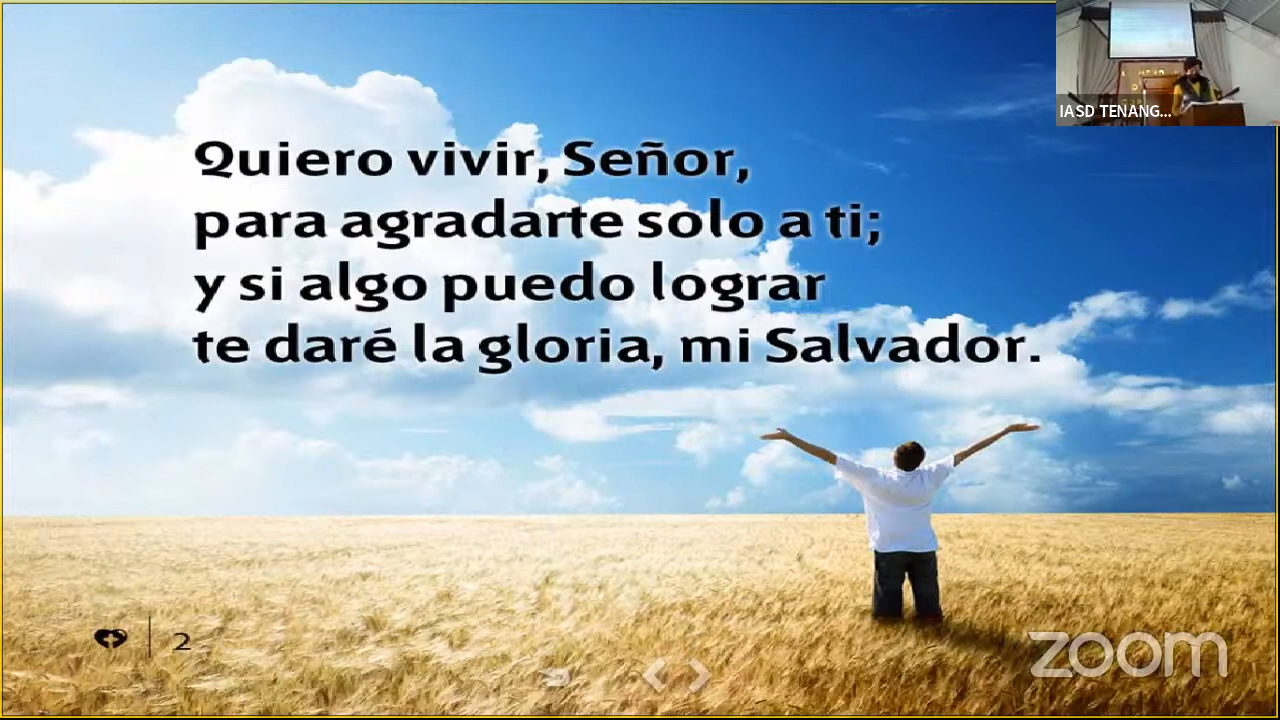 IASD TENANG...
Quiero vivir, Señor,
para agradarte solo a ti;
y si algo puedo lograr
te daré la gloria, mi Salvador.
2
zoom